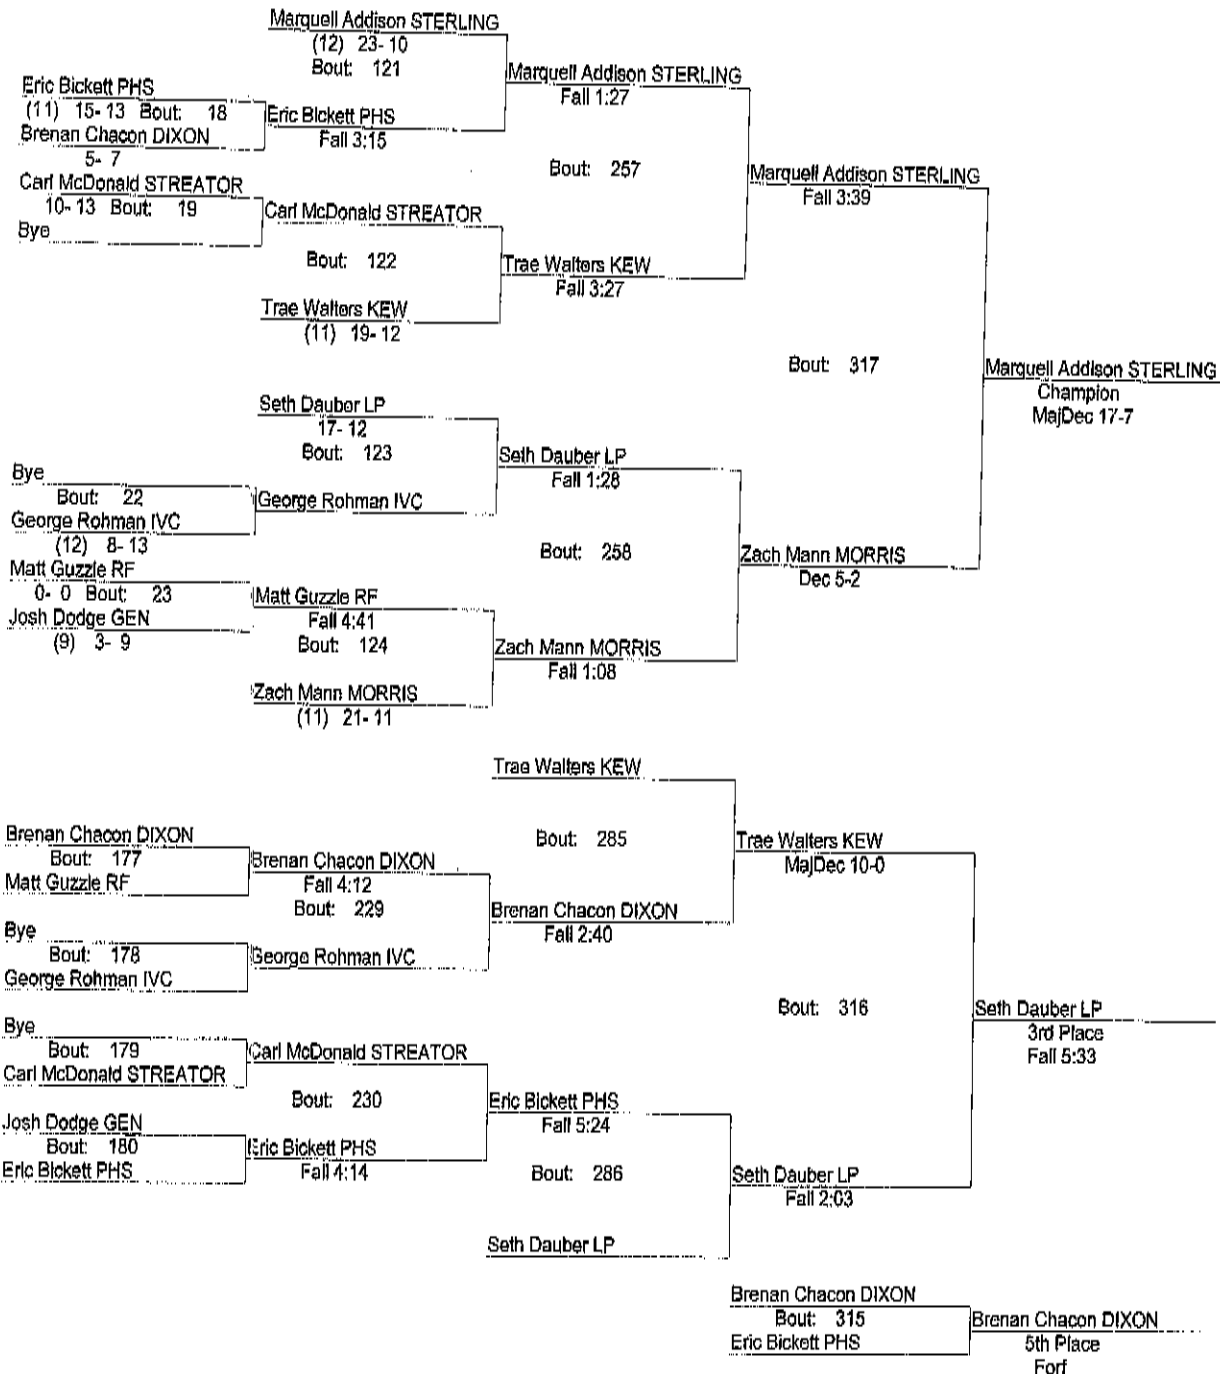 Marquell Addison STERLING
(12) 23- 10
Bout: 121
Marquell Addison STERLING
Fall 1:27
Eric Bickett PHS
(11) 15- 13 Bout: 18
Eric Bickett PHS
Fall 3:15
Brenan Chacon DIXON
5- 7
Bout: 257
Marquell Addison STERLING
Fall 3:39
Carl McDonald STREATOR
10- 13 Bout: 19
Carl McDonald STREATOR
Bye
Bout: 122
Trae Walters KEW
Fall 3:27
Trae Walters KEW
(11) 19- 12
Bout: 317
Marquell Addison STERLING
Champion
MajDec 17-7
Seth Dauber LP
17- 12
Bout: 123
Seth Dauber LP
Fall 1:28
Bye
Bout: 22
George Rohman IVC
George Rohman IVC
(12) 8- 13
Bout: 258
Zach Mann MORRIS
Dec 5-2
Matt Guzzle RF
0- 0 Bout: 23
Matt Guzzle RF
Fall 4:41
Josh Dodge GEN
(9) 3- 9
Bout: 124
Zach Mann MORRIS
Fall 1:08
Zach Mann MORRIS
(11) 21- 11
Trae Walters KEW
Brenan Chacon DIXON
Bout: 177
Bout: 285
Trae Walters KEW
MajDec 10-0
Matt Guzzle RF
Brenan Chacon DIXON
Fall 4:12
Bout: 229
Brenan Chacon DIXON
Fall 2:40
Bye
Bout: 178
George Rohman IVC
George Rohman IVC
Bout: 316
Seth Dauber LP
3rd Place
Fall 5:33
Bye
Bout: 179
Carl McDonald STREATOR
Carl McDonald STREATOR
Bout: 230
Eric Bickett PHS
Fall 5:24
Josh Dodge GEN
Bout: 180
Eric Bickett PHS
Fall 4:14
Eric Bickett PHS
Bout: 286
Seth Dauber LP
Fall 2:03
Seth Dauber LP
Brenan Chacon DIXON
Bout: 315
Brenan Chacon DIXON
5th Place
Forf
Eric Bickett PHS